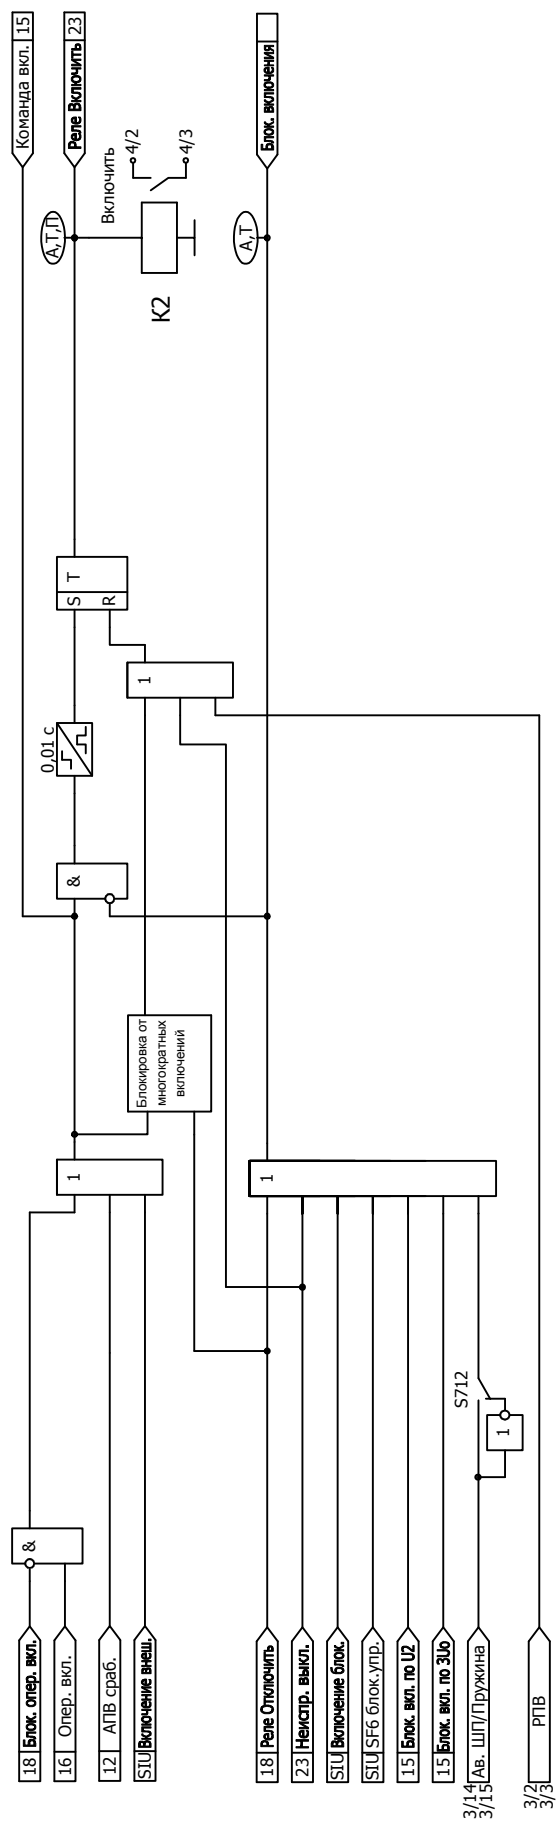 18 Блок. опер. вкл.
16 Опер. вкл.
12 АПВ сраб.
SIU Включение внеш.
18 Реле Отключить
23 Неиспр. выкл.
SIU Включение блок.
SIU SF6 блок.упр.
15 Блок. вкл. по U2
15 Блок. вкл. по 3Uo
3/14
3/15
Ав. ШП/Пружина
3/2
3/3
РПВ
&
1
1
S712
1
Блокировка от
многократных
включений
&
0,01 с
1
S T
R
А,Т,П
А,Т
К2
Включить
4/2
4/3
Команда вкл. 15
Реле Включить 23
Блок. включения